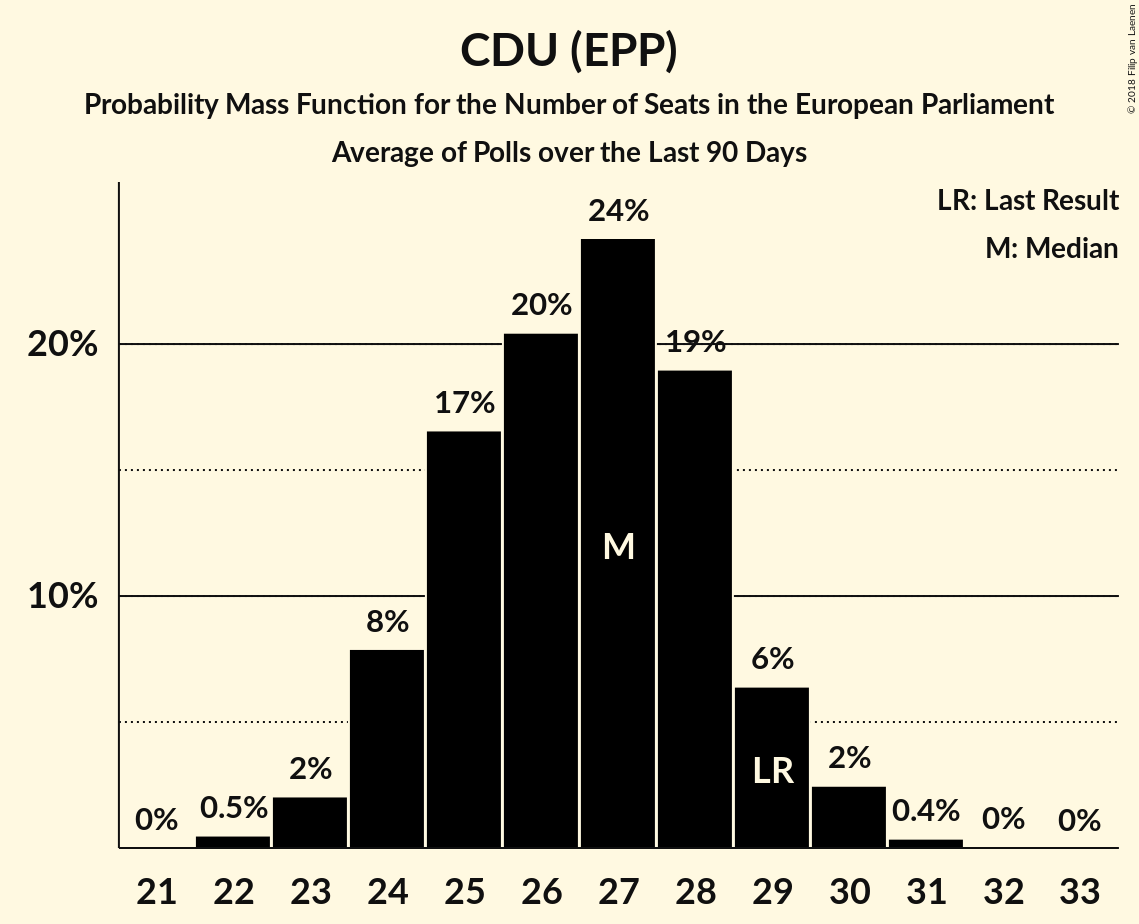 CDU (EPP)
Probability Mass Function for the Number of Seats in the European Parliament
Average of Polls over the Last 90 Days
© 2018 Filip van Laenen
LR: Last Result
M: Median
20%
10%
0%
0.5%
2%
8%
17%
20%
24%
19%
6%
2%
0.4%
0%
0%
M
LR
21 22 23 24 25 26 27 28 29 30 31 32 33